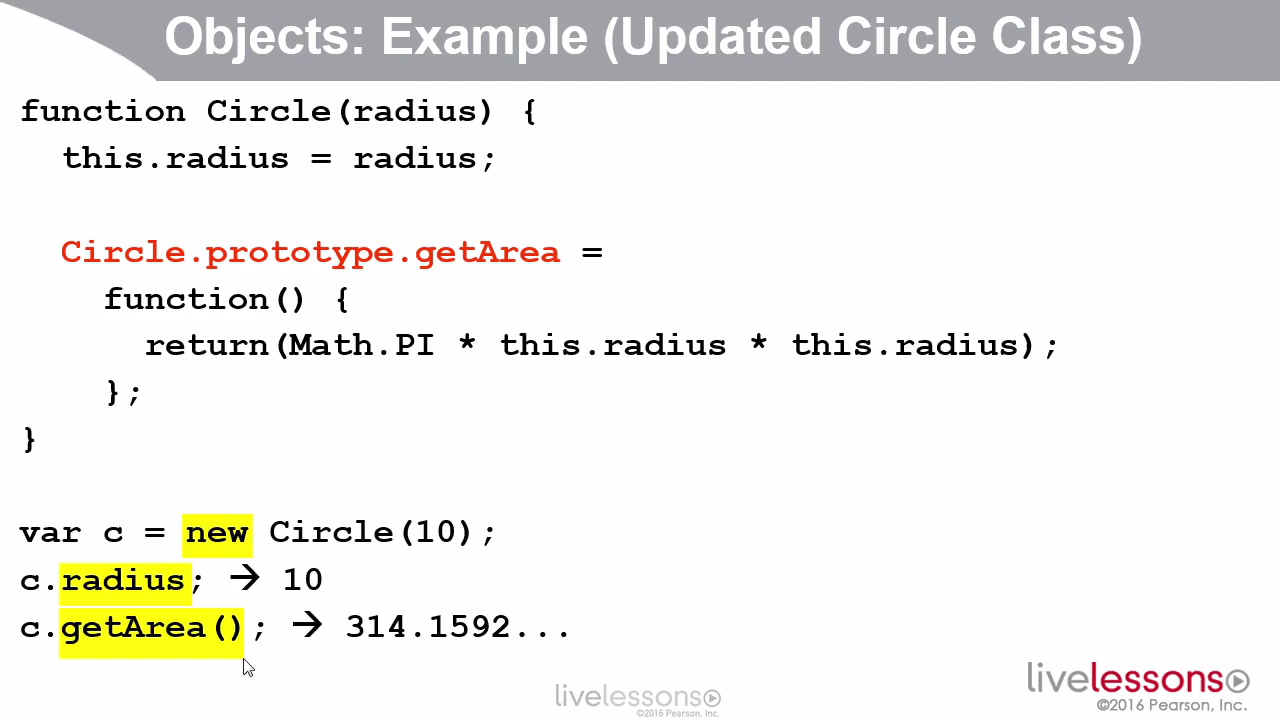 Objects: Example (Updated Circle Class)
function Circle(radius) {
  this.radius = radius;
  Circle.prototype.getArea =
    function() {
      return(Math.PI * this.radius * this.radius);
    };
}
var c = new Circle(10);
c.radius; → 10
c.getArea(); → 314.1592...
livelessons
©2016 Pearson, Inc.
livelessons
©2016 Pearson, Inc.